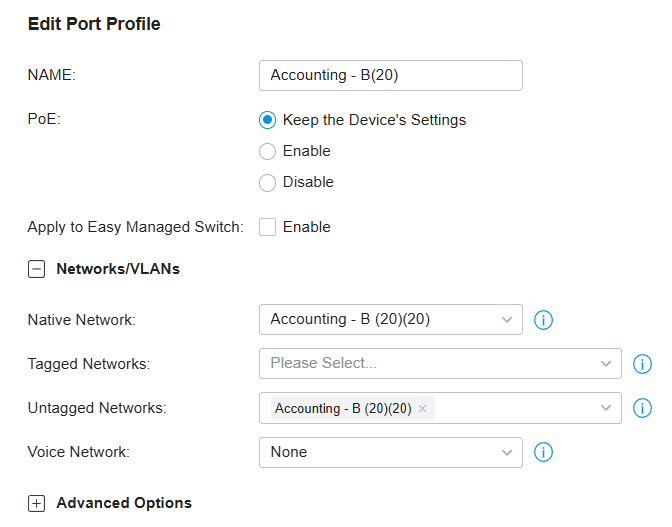 Edit Port Profile
NAME: Accounting - B(20)
PoE: Keep the Device's Settings
Enable
Disable
Apply to Easy Managed Switch: Enable
Networks/VLANs
Native Network: Accounting - B (20)(20)
Tagged Networks: Please Select...
Untagged Networks: Accounting - B (20)(20) ×
Voice Network: None
Advanced Options